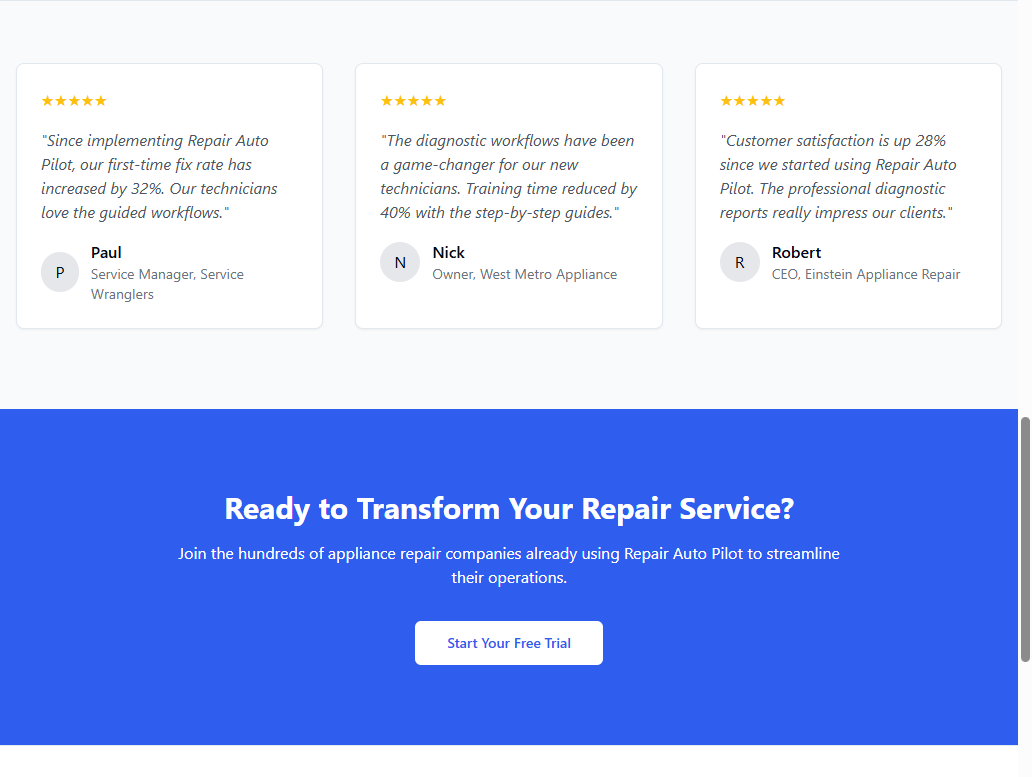 ★★★★★
"Since implementing Repair Auto
Pilot, our first-time fix rate has
increased by 32%. Our technicians
love the guided workflows."
P
Paul
Service Manager, Service
Wranglers
★★★★★
"The diagnostic workflows have been
a game-changer for our new
technicians. Training time reduced by
40% with the step-by-step guides."
N
Nick
Owner, West Metro Appliance
★★★★★
"Customer satisfaction is up 28%
since we started using Repair Auto
Pilot. The professional diagnostic
reports really impress our clients."
R
Robert
CEO, Einstein Appliance Repair
Ready to Transform Your Repair Service?
Join the hundreds of appliance repair companies already using Repair Auto Pilot to streamline
their operations.
Start Your Free Trial